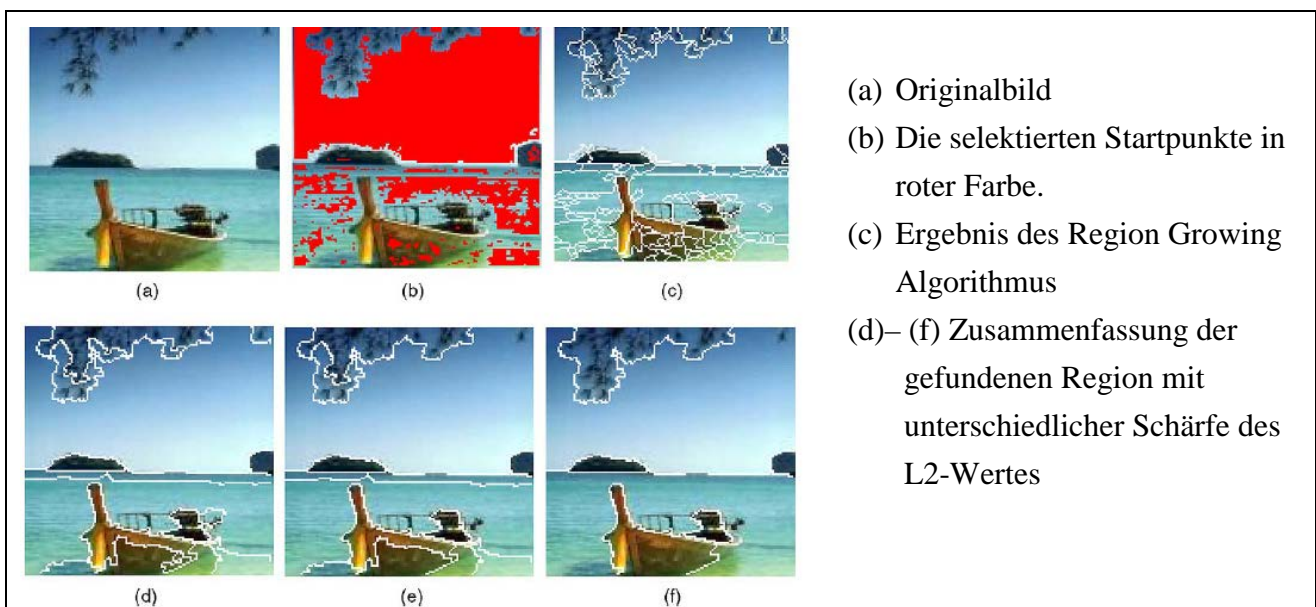 (a)
(b)
(c)
(d)
(e)
(f)
(a) Originalbild
(b) Die selektierten Startpunkte in
roter Farbe.
(c) Ergebnis des Region Growing
Algorithmus
(d)– (f) Zusammenfassung der
gefundenen Region mit
unterschiedlicher Schärfe des
L2-Wertes